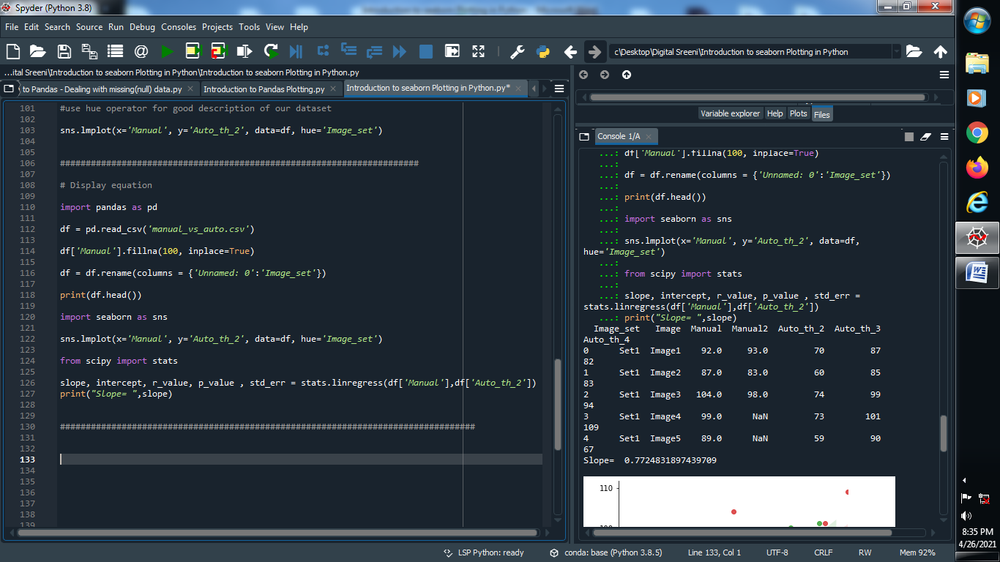 Spyder (Python 3.8)
File Edit Search Source Run Debug Consoles Projects Tools View Help
c\Desktop\Digital Sreeni\Introduction to seaborn Plotting in Python
...ital Sreeni\Introduction to seaborn Plotting in Python\Introduction to seaborn Plotting in Python.py
to Pandas - Dealing with missing(null) data.py
Introduction to Pandas Plotting.py
Introduction to seaborn Plotting in Python.py*
101 #use hue operator for good description of our dataset
102
103 sns.lmplot(x='Manual', y='Auto_th_2', data=df, hue='Image_set')
104
105
106 ######################################################################
107
108 # Display equation
109
110 import pandas as pd
111
112 df = pd.read_csv('manual_vs_auto.csv')
113
114 df['Manual'].fillna(100, inplace=True)
115
116 df = df.rename(columns = {'Unnamed: 0':'Image_set'})
117
118 print(df.head())
119
120 import seaborn as sns
121
122 sns.lmplot(x='Manual', y='Auto_th_2', data=df, hue='Image_set')
123
124 from scipy import stats
125
126 slope, intercept, r_value, p_value , std_err = stats.linregress(df['Manual'],df['Auto_th_2'])
127 print("Slope= ",slope)
128
129
130 #################################################################################
131
132
133
134
135
136
137
138
139
Variable explorer Help Plots Files
Console 1/A
...: df['Manual'].fillna(100, inplace=True)
...:
...: df = df.rename(columns = {'Unnamed: 0':'Image_set'})
...:
...: print(df.head())
...:
...: import seaborn as sns
...:
...: sns.lmplot(x='Manual', y='Auto_th_2', data=df,
hue='Image_set')
...:
...: from scipy import stats
...:
...: slope, intercept, r_value, p_value , std_err =
stats.linregress(df['Manual'],df['Auto_th_2'])
...: print("Slope= ",slope)
Image_set Image Manual Manual2 Auto_th_2 Auto_th_3
Auto_th_4
0 Set1 Image1 92.0 93.0 70 87
82
1 Set1 Image2 87.0 83.0 60 85
83
2 Set1 Image3 104.0 98.0 74 99
94
3 Set1 Image4 99.0 NaN 73 101
109
4 Set1 Image5 89.0 NaN 59 90
67
Slope= 0.7724831897439709
110
LSP Python: ready conda: base (Python 3.8.5) Line 133, Col 1 UTF-8 CRLF RW Mem 92%
8:35 PM
4/26/2021